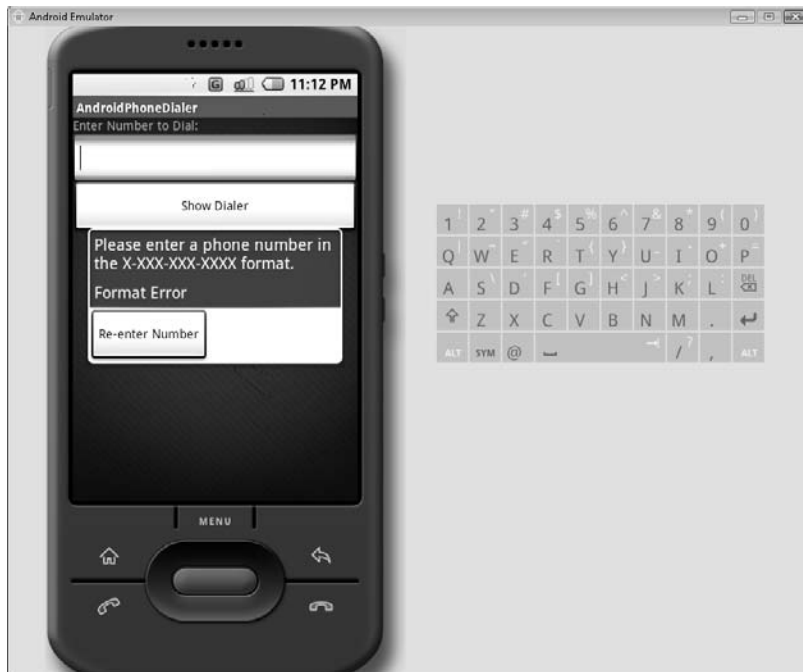 Android Emulator
G 11:12 PM
AndroidPhoneDialer
Enter Number to Dial:
Show Dialer
Please enter a phone number in
the X-XXX-XXX-XXXX format.
Format Error
Re-enter Number
MENU
1 ! 2 3 # 4 $ 5 % 6 ^ 7 & 8 * 9 ( 0 )
Q W E R T { Y } U - I O + P =
A S \ D F [ G ] H < J > K ; L : DEL
Z X C V B N M .
ALT SYM @ / ? , ALT